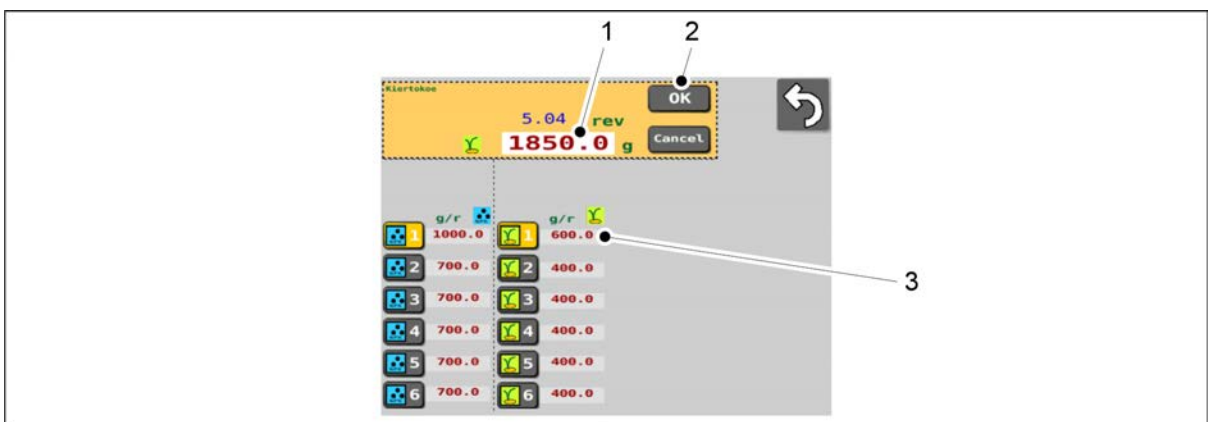 1 2
Kiertokoe
OK
5.04 rev
1850.0 g Cancel
g/r g/r
1 1000.0 1 600.0
3
2 700.0 2 400.0
3 700.0 3 400.0
4 700.0 4 400.0
5 700.0 5 400.0
6 700.0 6 400.0